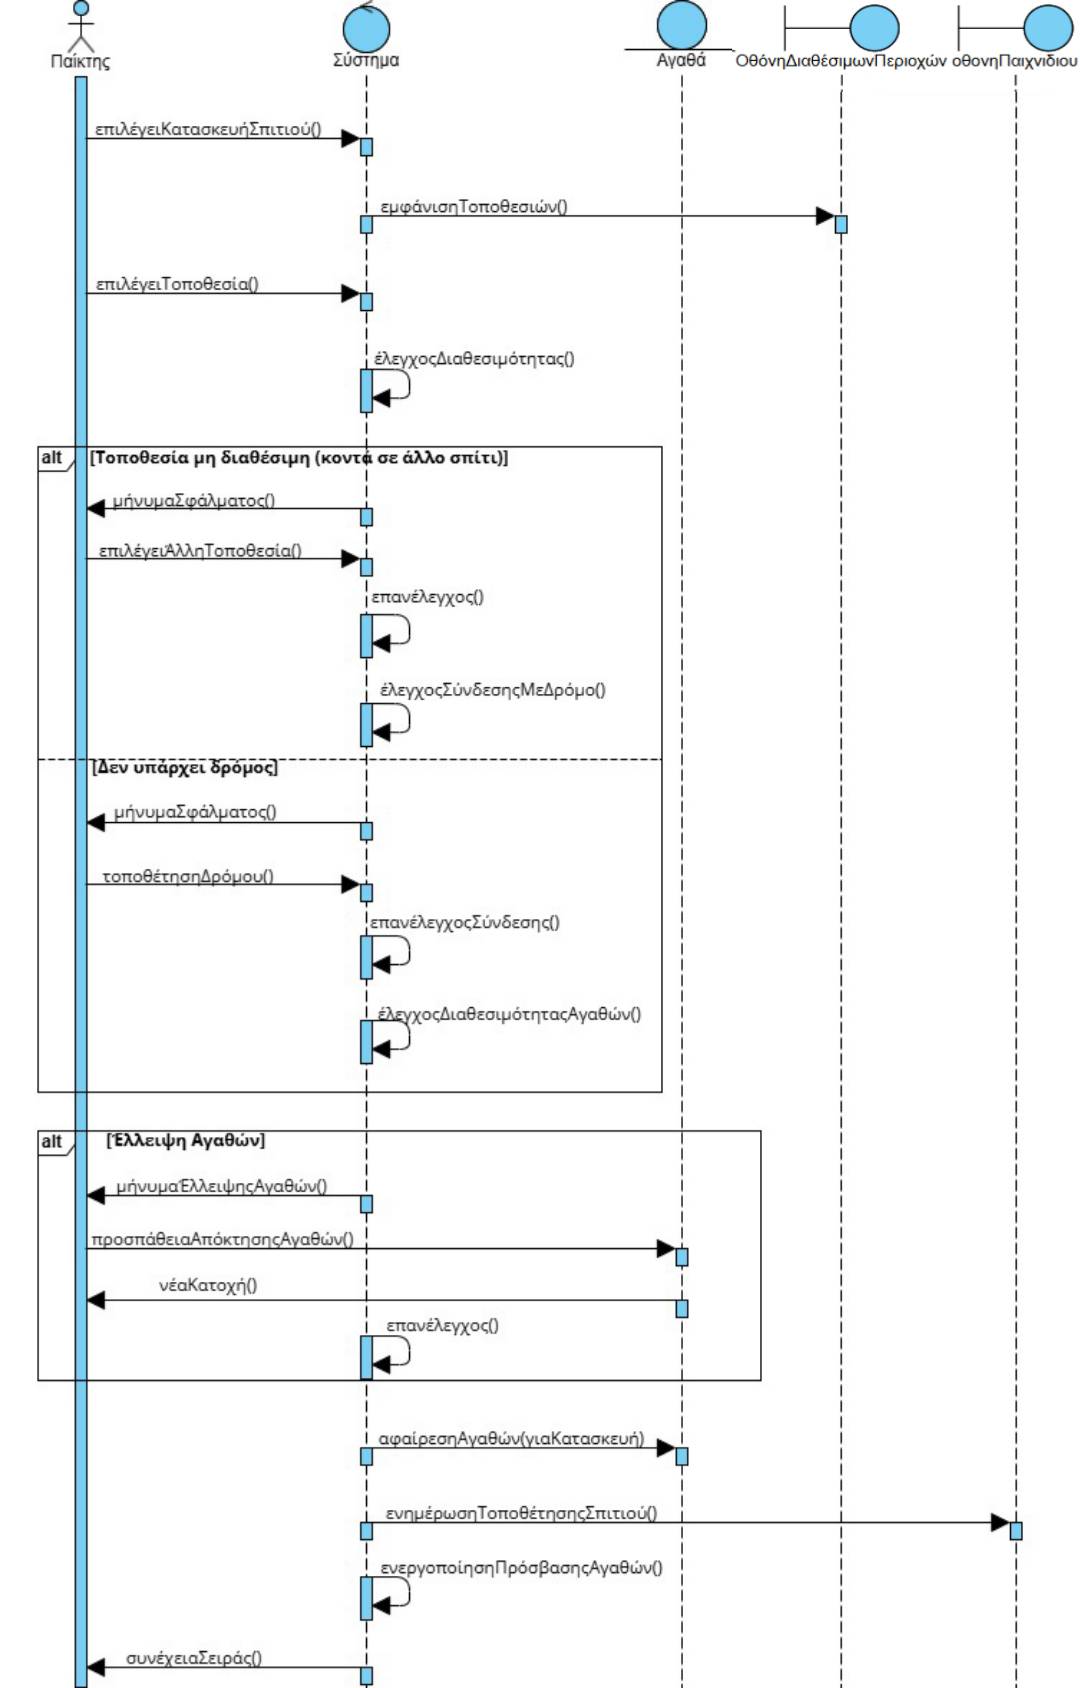 Παίκτης
Σύστημα
Αγαθά
ΟθόνηΔιαθέσιμωνΠεριοχών
οθονηΠαιχνιδιου
επιλέγειΚατασκευήΣπιτιού()
εμφάνισηΤοποθεσιών()
επιλέγειΤοποθεσία()
έλεγχοςΔιαθεσιμότητας()
alt
[Τοποθεσία μη διαθέσιμη (κοντά σε άλλο σπίτι)]
μήνυμαΣφάλματος()
επιλέγειΆλληΤοποθεσία()
επανέλεγχος()
έλεγχοςΣύνδεσηςΜεΔρόμο()
[Δεν υπάρχει δρόμος]
μήνυμαΣφάλματος()
τοποθέτησηΔρόμου()
επανέλεγχοςΣύνδεσης()
έλεγχοςΔιαθεσιμότηταςΑγαθών()
alt
[Έλλειψη Αγαθών]
μήνυμαΈλλειψηςΑγαθών()
προσπάθειαΑπόκτησηςΑγαθών()
νέαΚατοχή()
επανέλεγχος()
αφαίρεσηΑγαθών(γιαΚατασκευή)
ενημέρωσηΤοποθέτησηςΣπιτιού()
ενεργοποίησηΠρόσβασηςΑγαθών()
συνέχειαΣειράς()